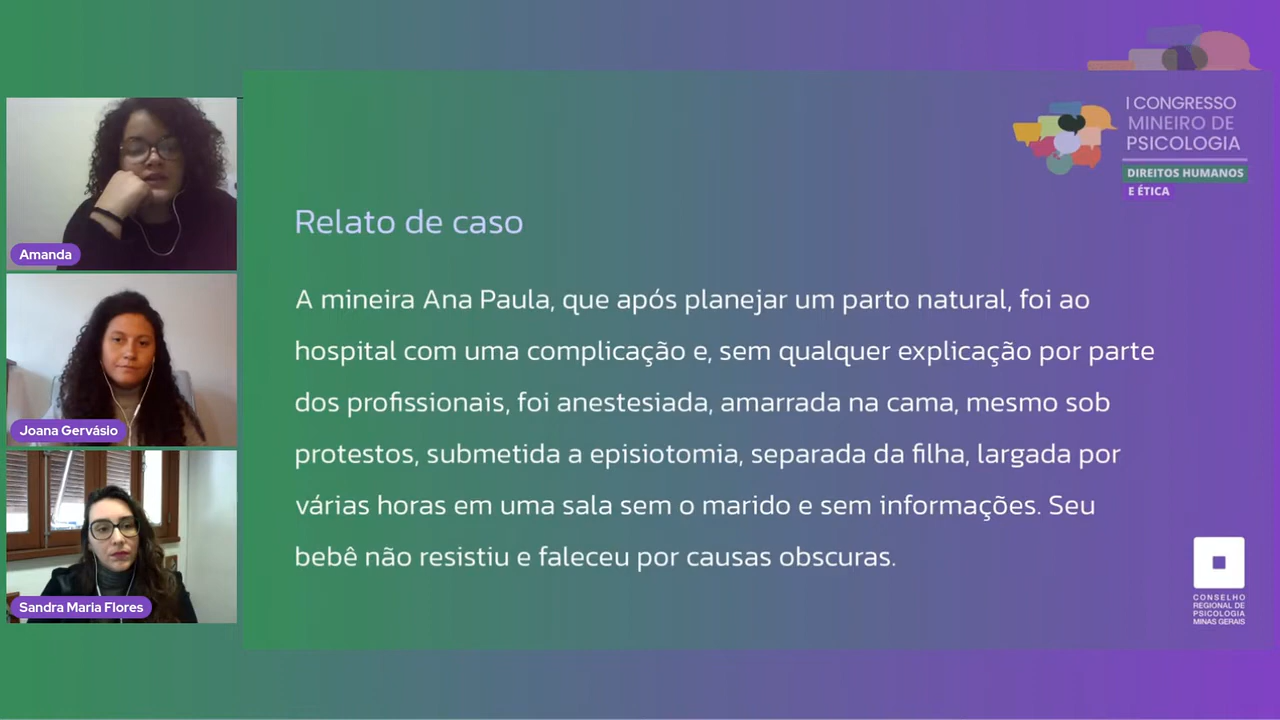 I CONGRESSO
MINEIRO DE
PSICOLOGIA
DIREITOS HUMANOS
E ÉTICA
Amanda
Joana Gervásio
Sandra Maria Flores
Relato de caso
A mineira Ana Paula, que após planejar um parto natural, foi ao
hospital com uma complicação e, sem qualquer explicação por parte
dos profissionais, foi anestesiada, amarrada na cama, mesmo sob
protestos, submetida a episiotomia, separada da filha, largada por
várias horas em uma sala sem o marido e sem informações. Seu
bebê não resistiu e faleceu por causas obscuras.
CONSELHO
REGIONAL DE
PSICOLOGIA
MINAS GERAIS